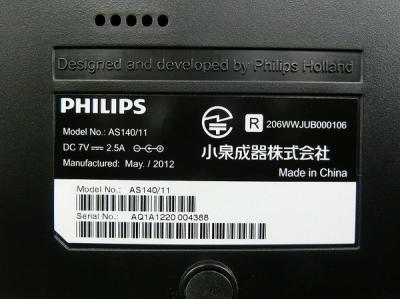 Designed and developed by Philips Holland
PHILIPS
Model No.: AS140/11
DC 7V 2.5A
Manufactured: May. / 2012
R 206WWJUB000106
小泉成器株式会社
Made in China
Model No.: AS140/11
Serial No.: AQ1A1220 004388